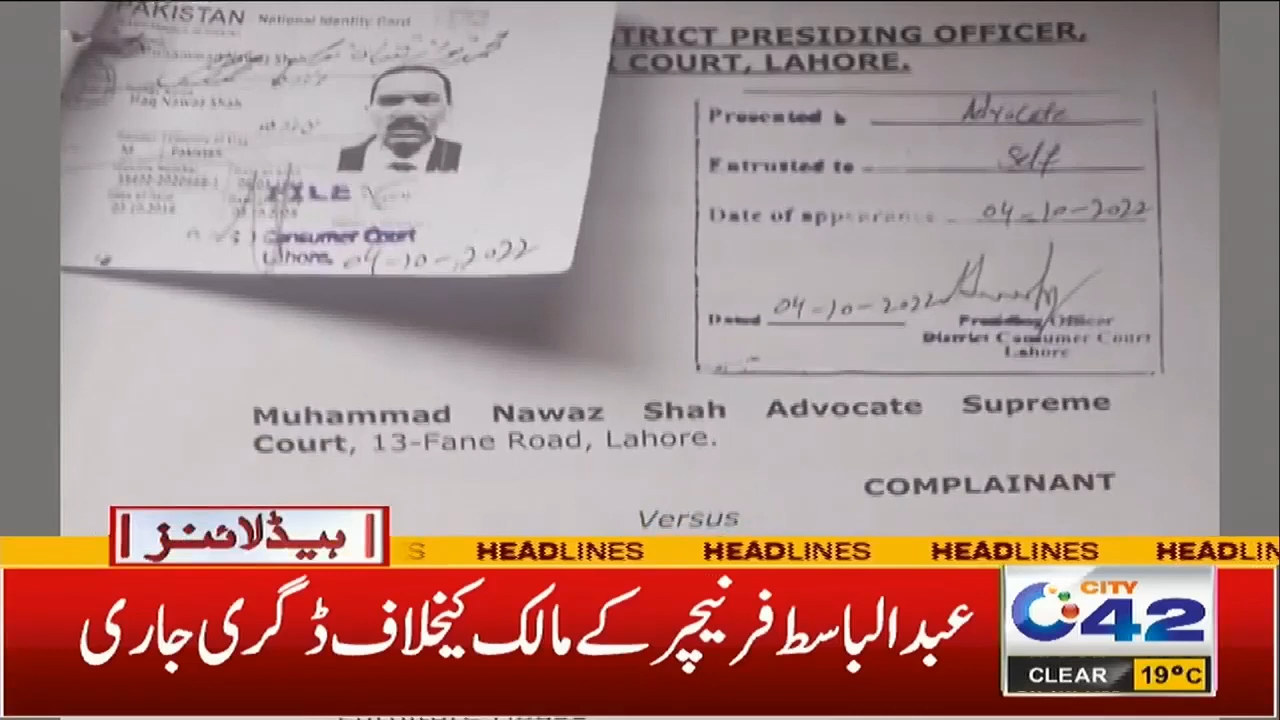 PAKISTAN National Identity Card
Haq Nawaz Shah
M Pakistan
FILE
Consumer Court
Lahore 04-10-2022
TRICT PRESIDING OFFICER,
COURT, LAHORE.
Presented Advocate
Entrusted to Self
Date of appearance 04-10-2022
Dated 04-10-2022
Presiding Officer
District Consumer Court
Lahore
Muhammad Nawaz Shah Advocate Supreme
Court, 13-Fane Road, Lahore.
COMPLAINANT
Versus
ہیڈلائنز
S HEADLINES HEADLINES HEADLINES HEADLIN
عبدالباسط فرنیچر کے مالک کیخلاف ڈگری جاری
CITY
42
CLEAR 19°C